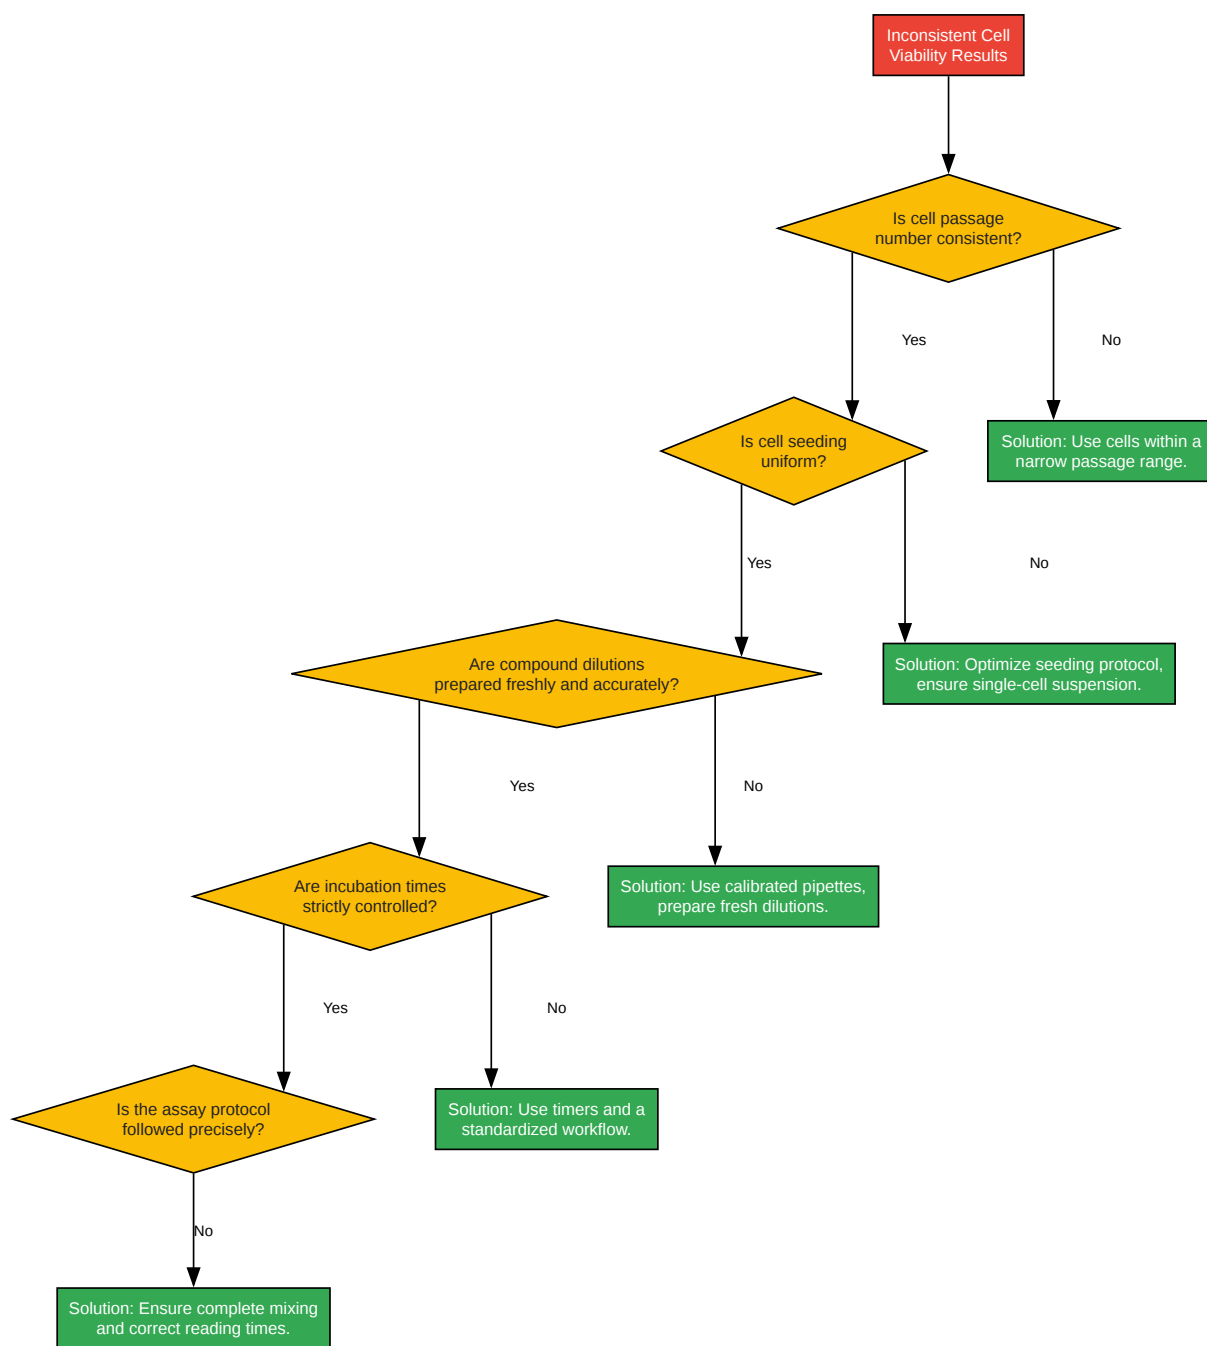 Inconsistent Cell
Viability Results
Is cell passage
number consistent?
Yes
No
Is cell seeding
uniform?
Solution: Use cells within a
narrow passage range.
Yes
No
Are compound dilutions
prepared freshly and accurately?
Solution: Optimize seeding protocol,
ensure single-cell suspension.
Yes
No
Are incubation times
strictly controlled?
Solution: Use calibrated pipettes,
prepare fresh dilutions.
Yes
No
Is the assay protocol
followed precisely?
Solution: Use timers and a
standardized workflow.
No
Solution: Ensure complete mixing
and correct reading times.